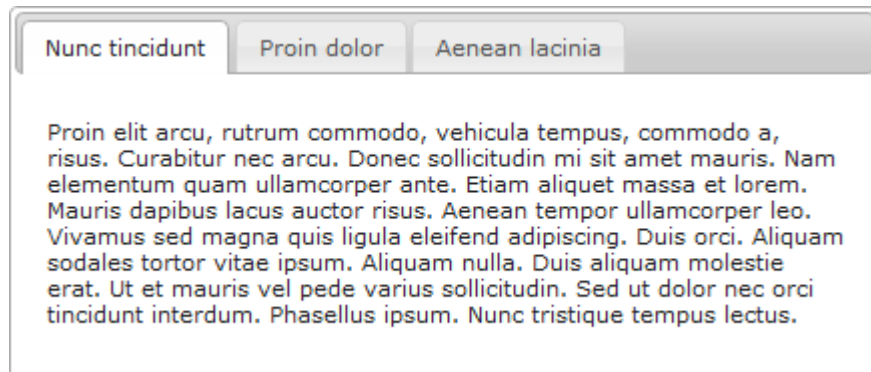 Nunc tincidunt Proin dolor Aenean lacinia
Proin elit arcu, rutrum commodo, vehicula tempus, commodo a,
risus. Curabitur nec arcu. Donec sollicitudin mi sit amet mauris. Nam
elementum quam ullamcorper ante. Etiam aliquet massa et lorem.
Mauris dapibus lacus auctor risus. Aenean tempor ullamcorper leo.
Vivamus sed magna quis ligula eleifend adipiscing. Duis orci. Aliquam
sodales tortor vitae ipsum. Aliquam nulla. Duis aliquam molestie
erat. Ut et mauris vel pede varius sollicitudin. Sed ut dolor nec orci
tincidunt interdum. Phasellus ipsum. Nunc tristique tempus lectus.